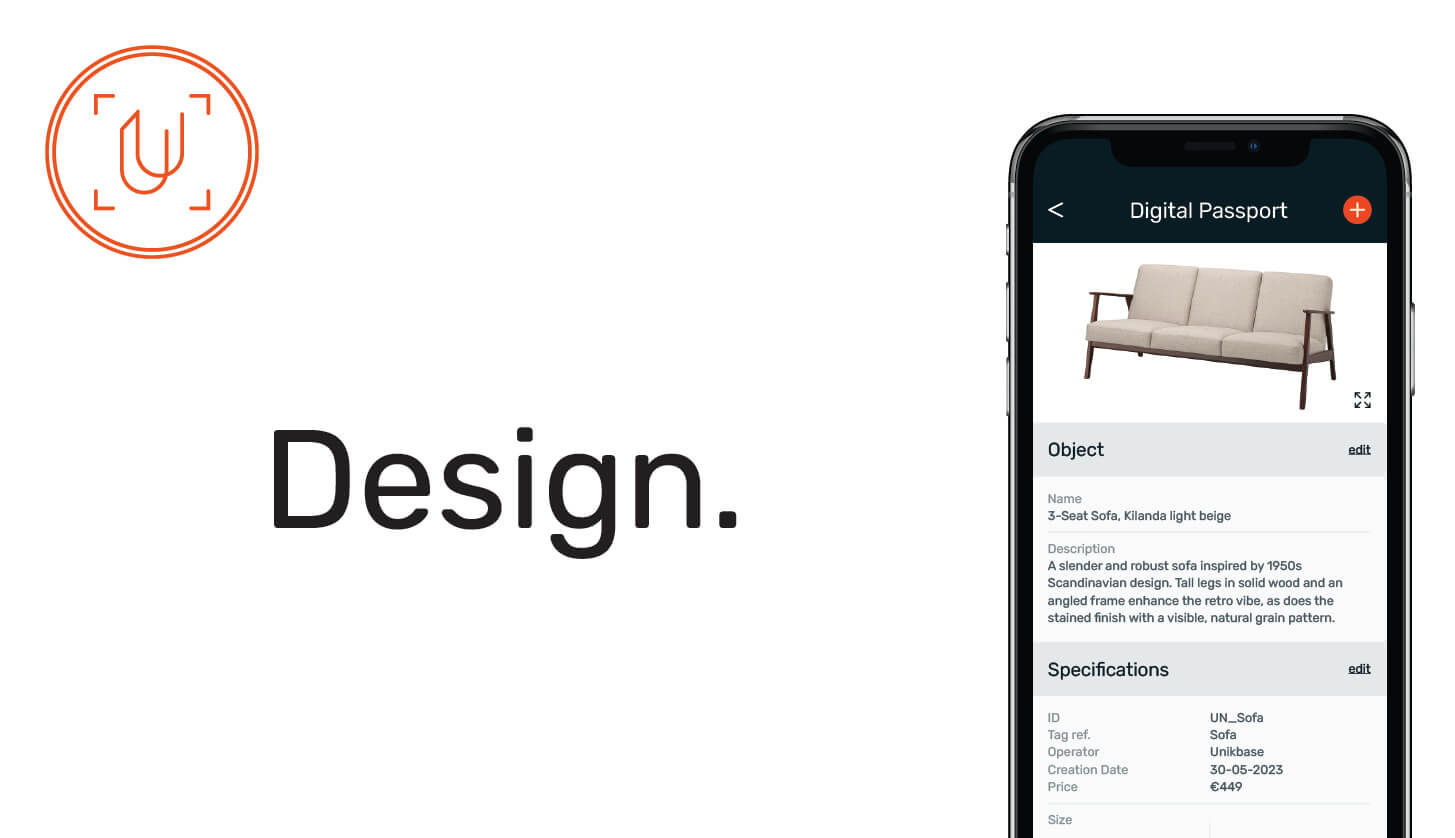 Design.
< Digital Passport +
Object edit
Name
3-Seat Sofa, Kilanda light beige
Description
A slender and robust sofa inspired by 1950s
Scandinavian design. Tall legs in solid wood and an
angled frame enhance the retro vibe, as does the
stained finish with a visible, natural grain pattern.
Specifications edit
ID UN_Sofa
Tag ref. Sofa
Operator Unikbase
Creation Date 30-05-2023
Price €449
Size